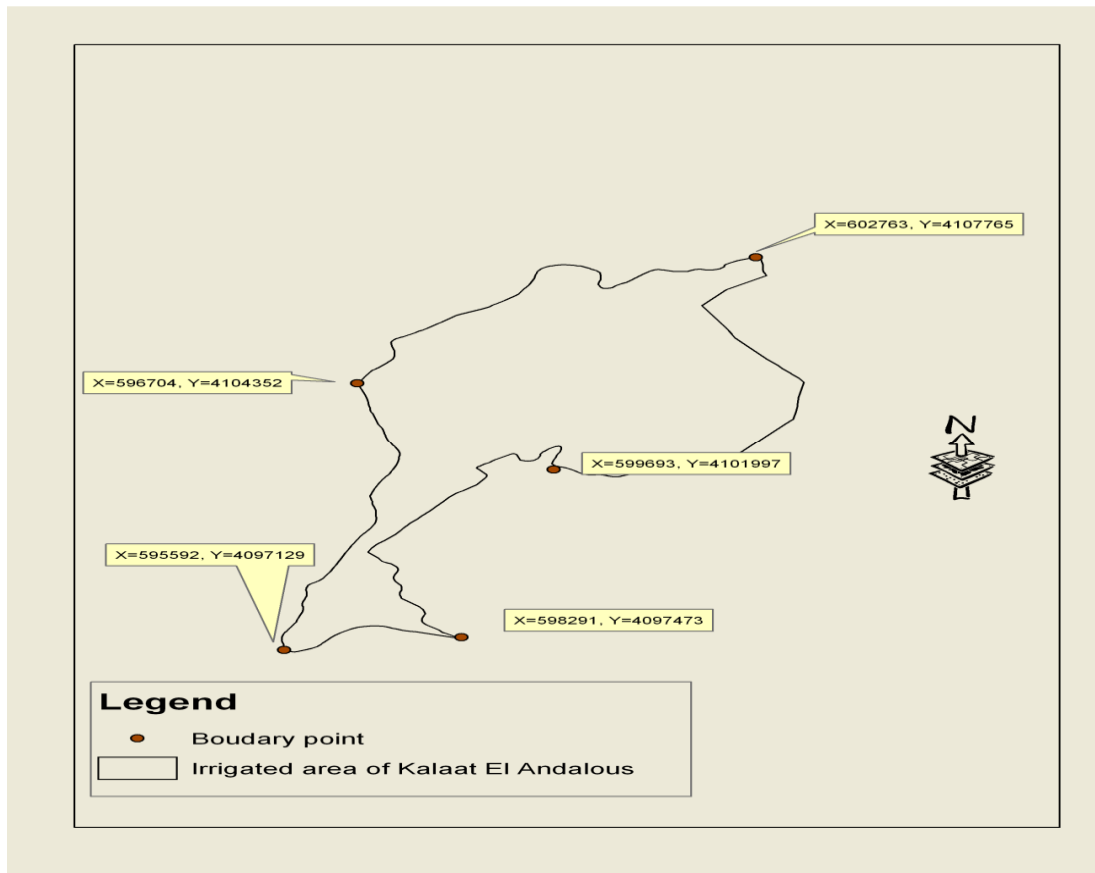 X=602763, Y=4107765
X=596704, Y=4104352
N
X=599693, Y=4101997
X=595592, Y=4097129
X=598291, Y=4097473
Legend
Boudary point
Irrigated area of Kalaat El Andalous